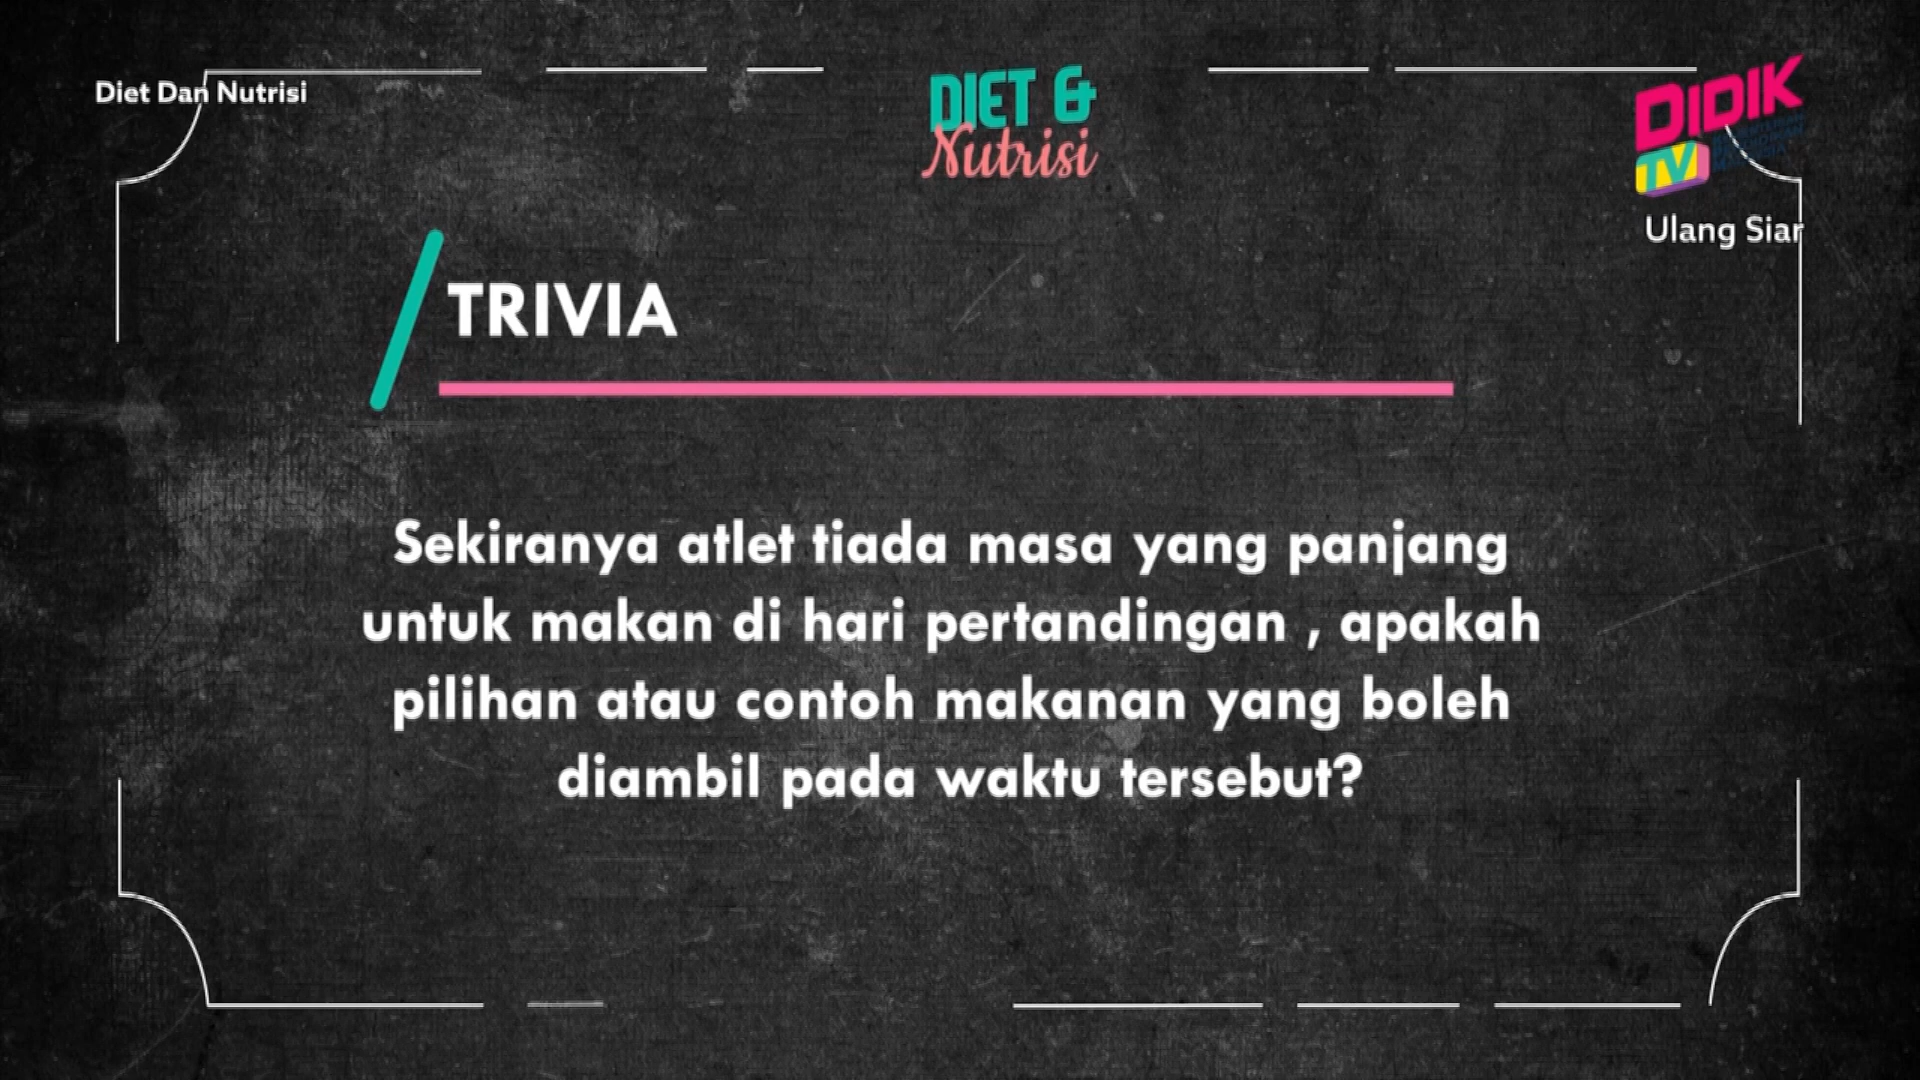 Diet Dan Nutrisi
DIET &
Nutrisi
DIDIK
TV
Ulang Siar
TRIVIA
Sekiranya atlet tiada masa yang panjang
untuk makan di hari pertandingan , apakah
pilihan atau contoh makanan yang boleh
diambil pada waktu tersebut?